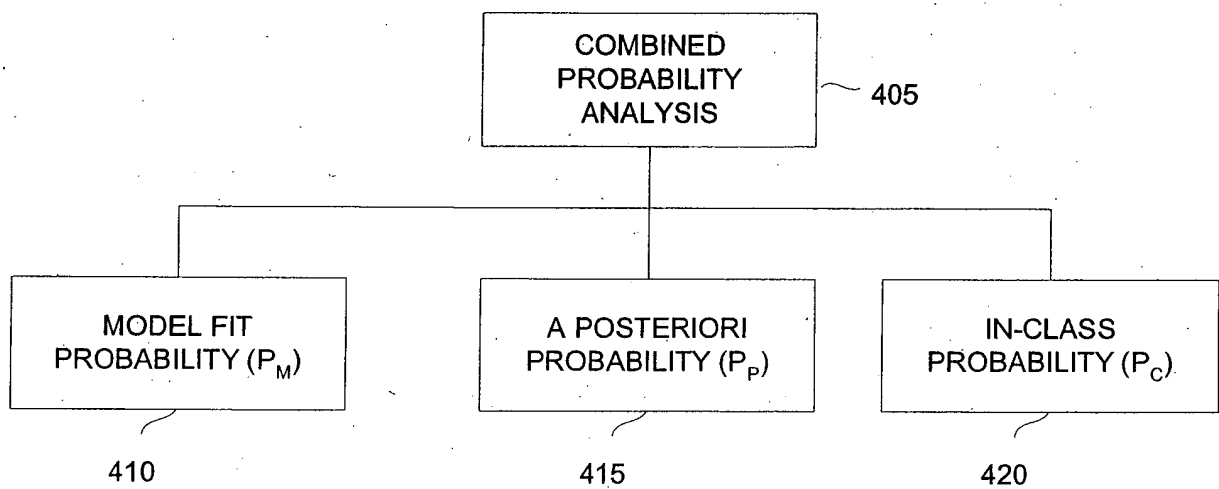 COMBINED
PROBABILITY
ANALYSIS
405
MODEL FIT
PROBABILITY (P_M)
A POSTERIORI
PROBABILITY (P_P)
IN-CLASS
PROBABILITY (P_C)
410
415
420